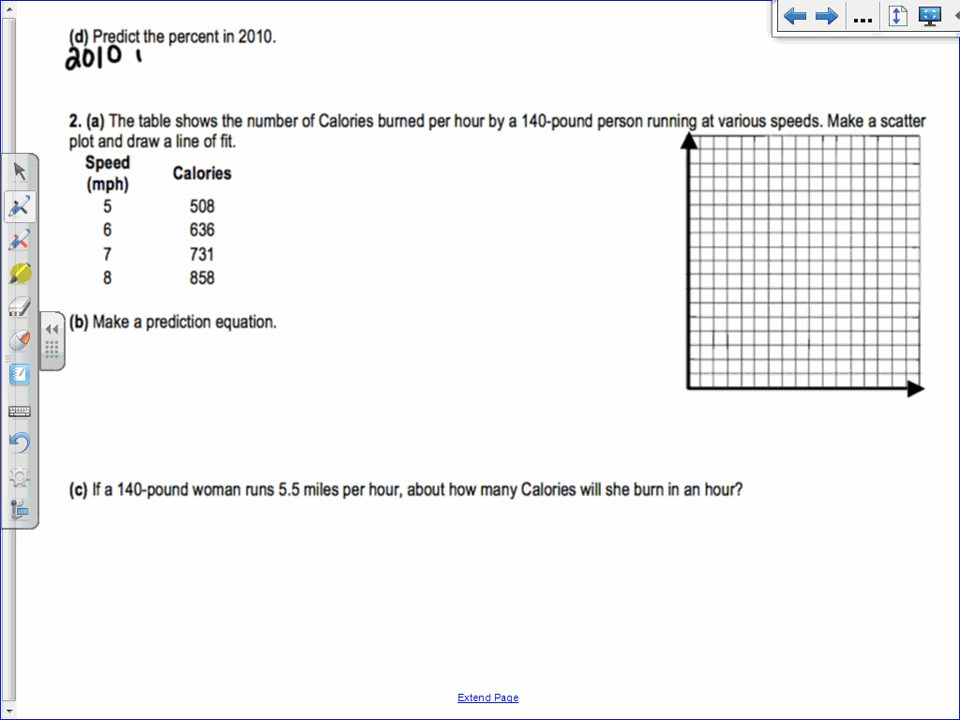 (d) Predict the percent in 2010.
2010
2. (a) The table shows the number of Calories burned per hour by a 140-pound person running at various speeds. Make a scatter
plot and draw a line of fit.
Speed Calories
(mph)
5 508
6 636
7 731
8 858
(b) Make a prediction equation.
(c) If a 140-pound woman runs 5.5 miles per hour, about how many Calories will she burn in an hour?
Extend Page